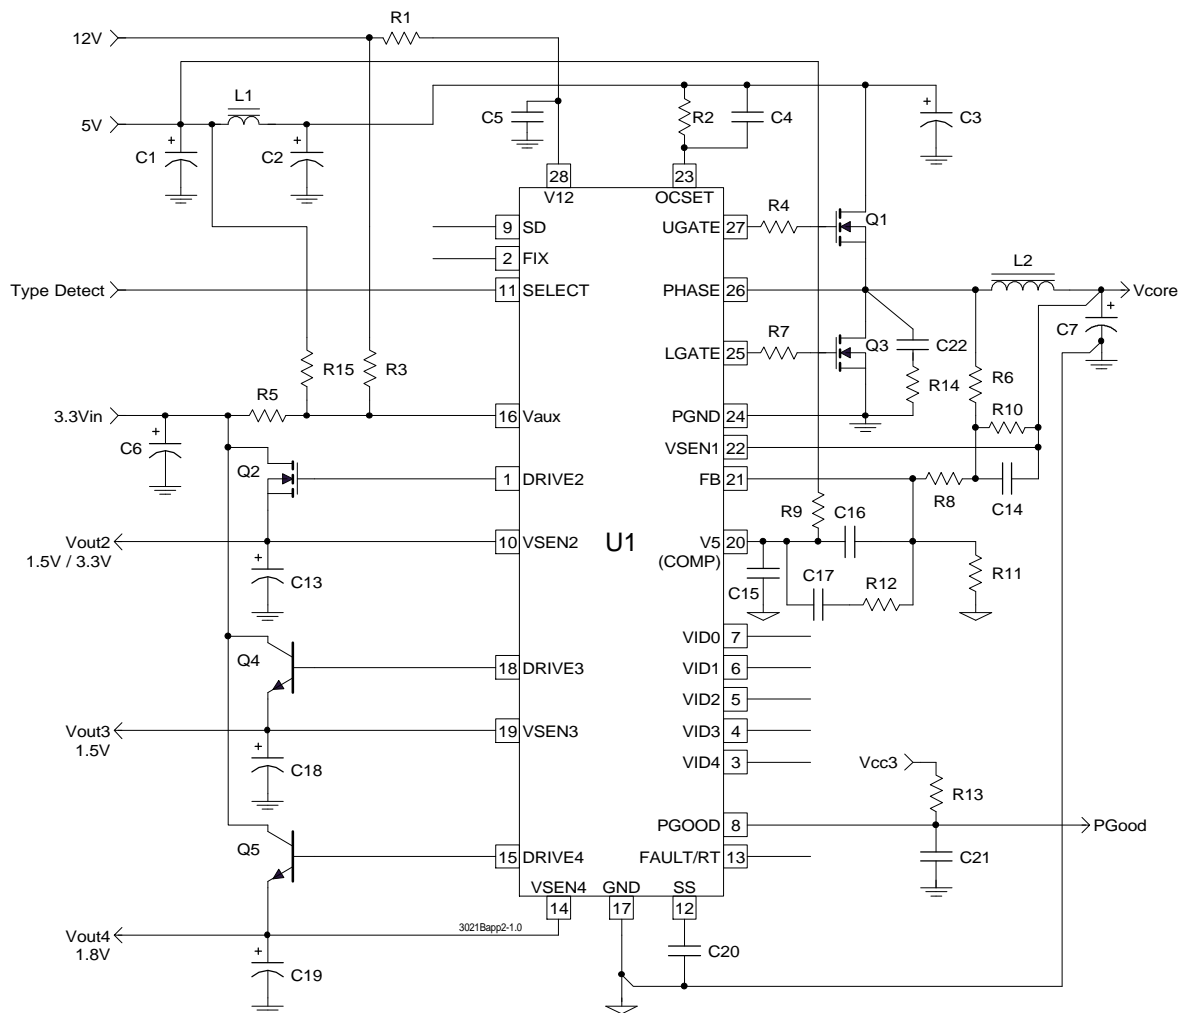 R1
12V
L1
5V
C5
R2
C4
C3
C1
C2
28
23
V12
OCSET
R4
9
SD
UGATE
27
Q1
2
FIX
L2
Type Detect
11
SELECT
PHASE
26
Vcore
R7
C7
LGATE
25
Q3
C22
R15
R3
R14
R6
R5
R10
3.3Vin
16
Vaux
PGND
24
C6
VSEN1
22
Q2
1
DRIVE2
FB
21
R8
C14
R9
C16
Vout2
10
VSEN2
U1
V5
20
1.5V / 3.3V
(COMP)
C13
C15
C17
R12
R11
VID0
7
Q4
18
DRIVE3
VID1
6
VID2
5
Vout3
19
VSEN3
VID3
4
1.5V
C18
VID4
3
Vcc3
R13
PGOOD
8
PGood
Q5
15
DRIVE4
FAULT/RT
13
C21
VSEN4
GND
SS
14
17
12
3021Bapp2-1.0
Vout4
1.8V
C20
C19